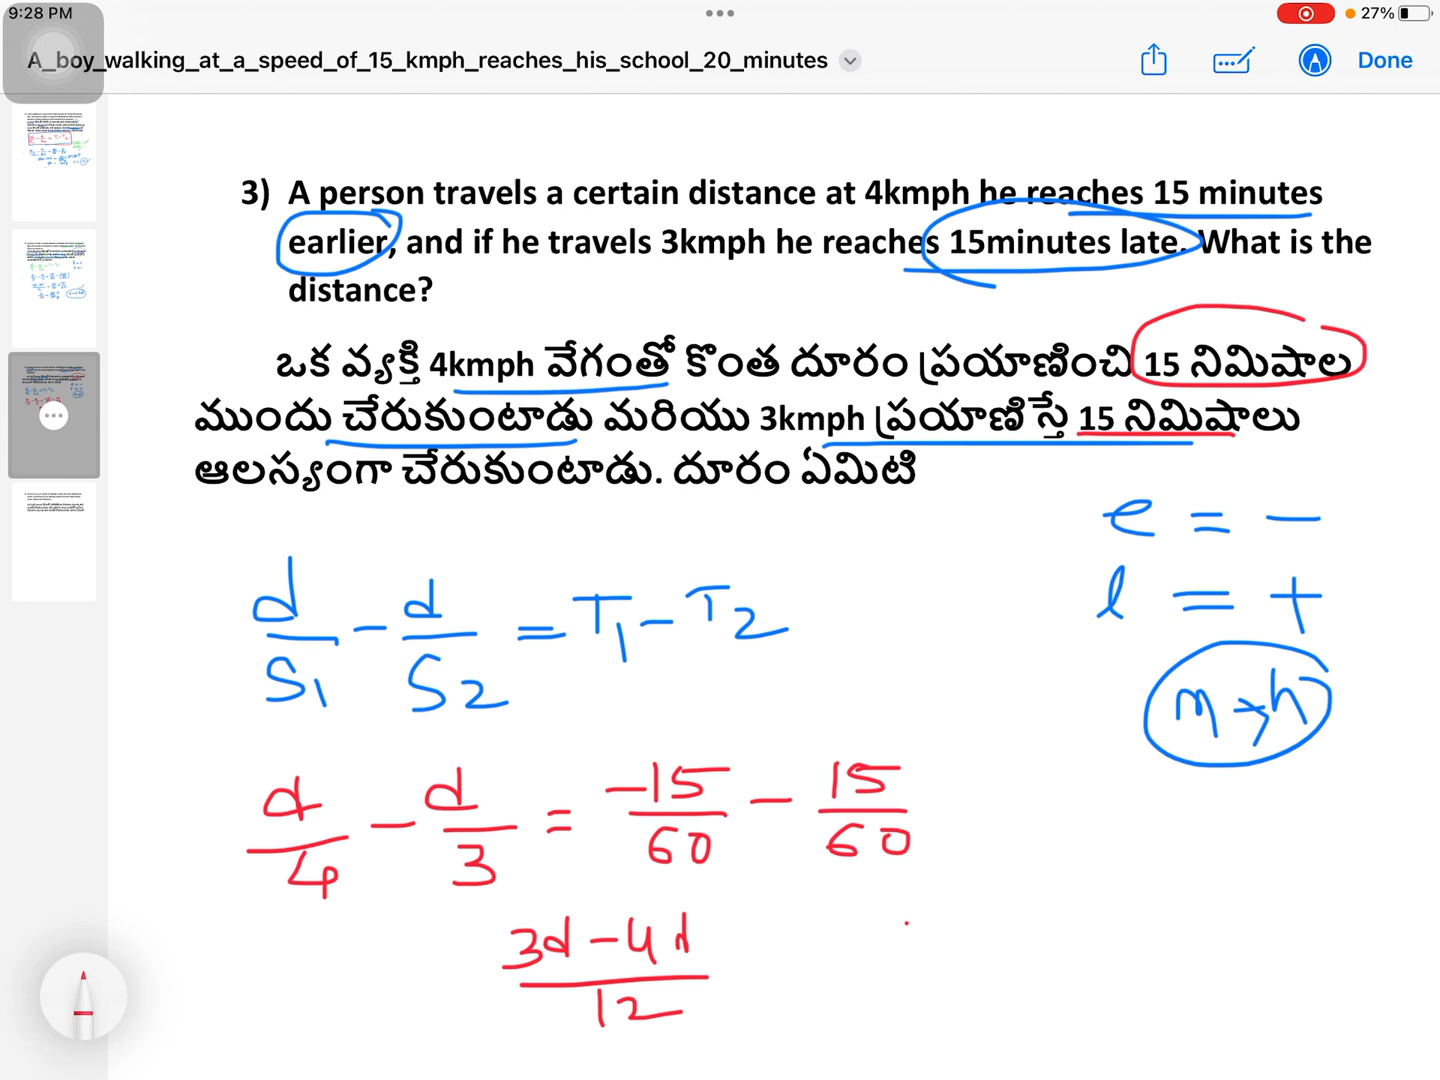 9:28 PM
27%
A_boy_walking_at_a_speed_of_15_kmph_reaches_his_school_20_minutes
Done
3) A person travels a certain distance at 4kmph he reaches 15 minutes
earlier, and if he travels 3kmph he reaches 15minutes late. What is the
distance?
ఒక వ్యక్తి 4kmph వేగంతో కొంత దూరం ప్రయాణించి 15 నిమిషాల
ముందు చేరుకుంటాడు మరియు 3kmph ప్రయాణిస్తే 15 నిమిషాలు
ఆలస్యంగా చేరుకుంటాడు. దూరం ఏమిటి
e = −
l = +
m → h
d/S1 − d/S2 = T1 − T2
d/4 − d/3 = −15/60 − 15/60
3d − 4d
12